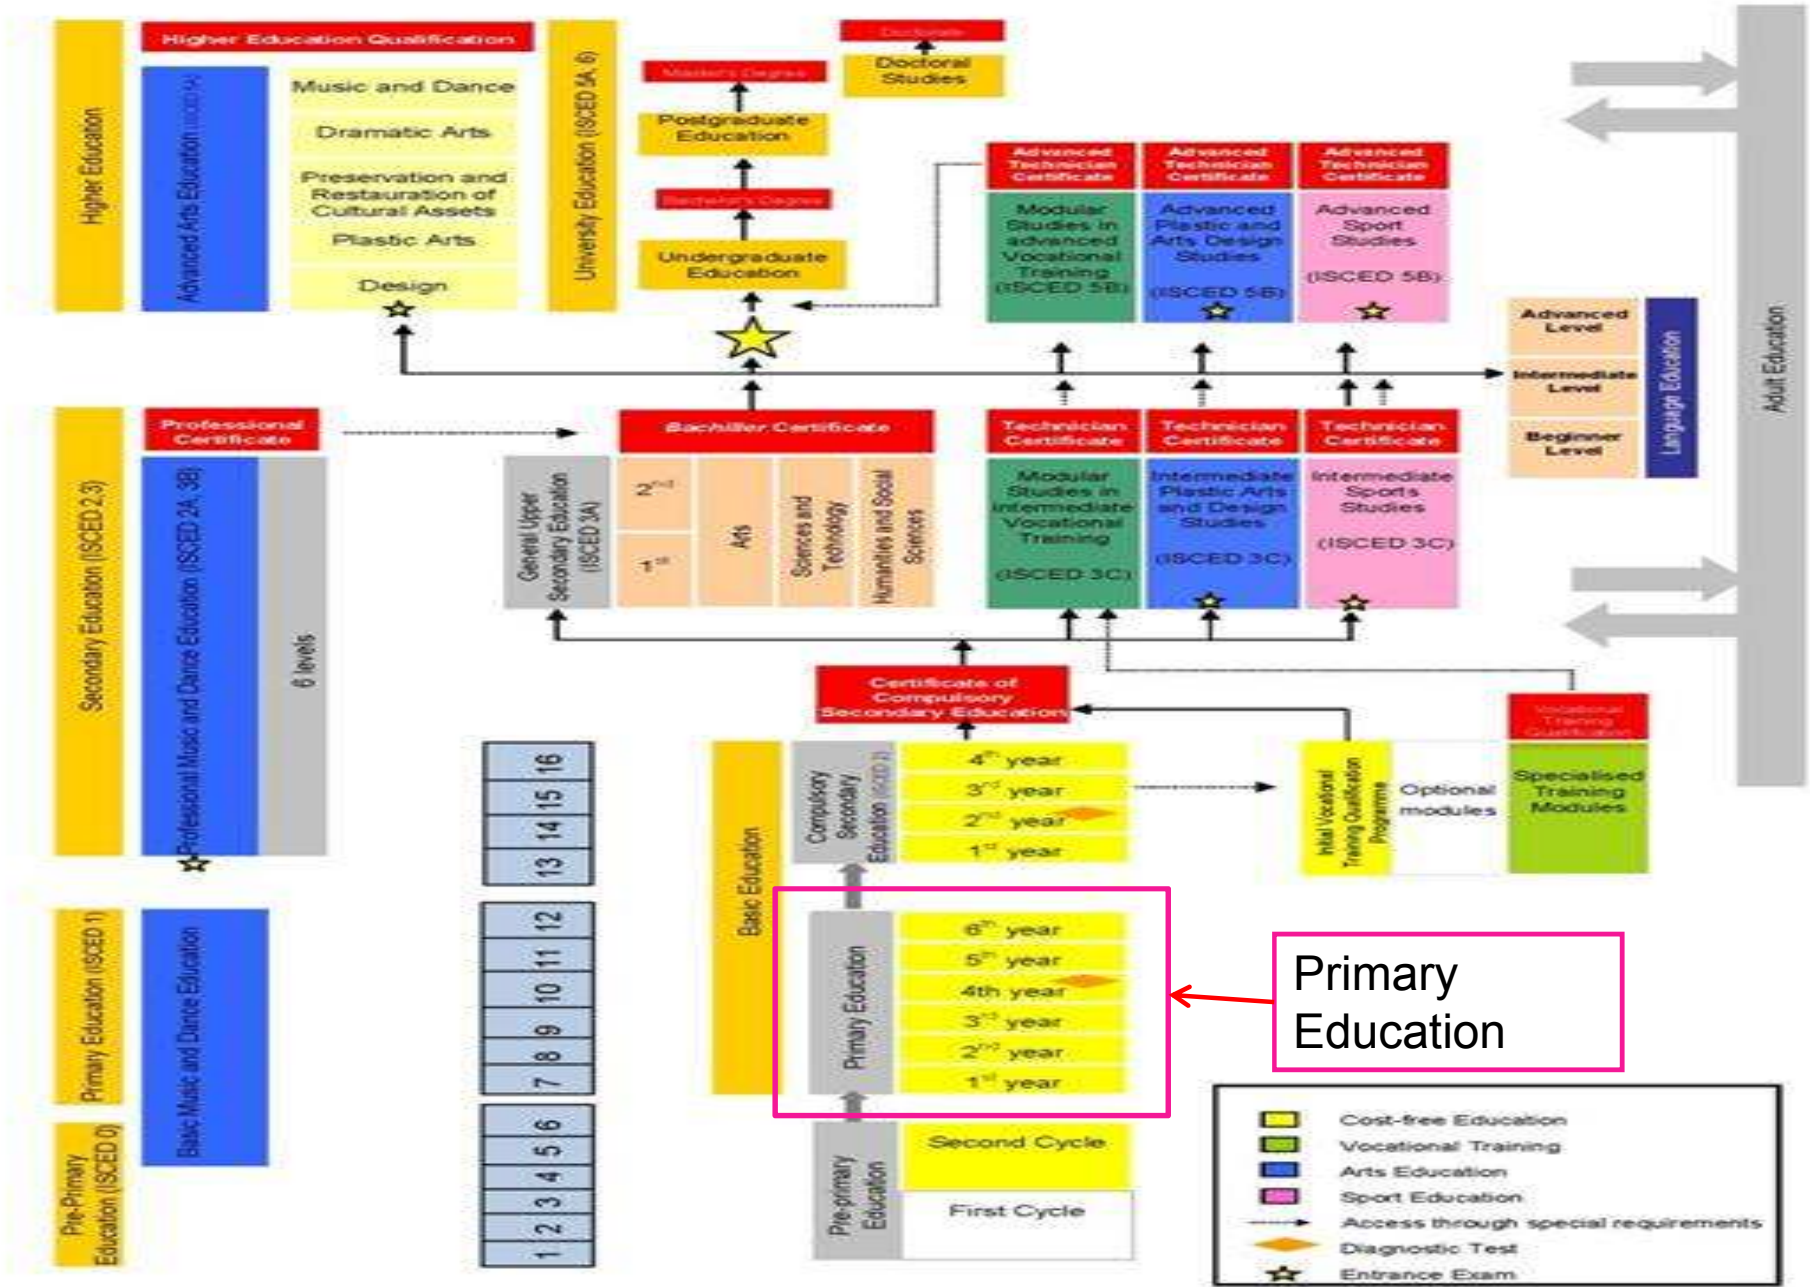 Higher Education
Higher Education Qualification
Advanced Arts Education (ISCED 5A)
Music and Dance
Dramatic Arts
Preservation and
Restauration of
Cultural Assets
Plastic Arts
Design
University Education (ISCED 5A, 6)
Doctorate
Doctoral
Studies
Master's Degree
Postgraduate
Education
Bachelor's Degree
Undergraduate
Education
Advanced
Technician
Certificate
Modular
Studies in
advanced
Vocational
Training
(ISCED 5B)
Advanced
Technician
Certificate
Advanced
Plastic and
Arts Design
Studies
(ISCED 5B)
Advanced
Technician
Certificate
Advanced
Sport
Studies
(ISCED 5B)
Advanced
Level
Intermediate
Level
Beginner
Level
Language Education
Adult Education
Secondary Education (ISCED 2,3)
Professional
Certificate
Professional Music and Dance Education (ISCED 2A, 3B)
6 levels
Bachiller Certificate
General Upper
Secondary Education
(ISCED 3A)
2nd
1st
Arts
Sciences and
Technology
Humanities and Social
Sciences
Technician
Certificate
Modular
Studies in
Intermediate
Vocational
Training
(ISCED 3C)
Technician
Certificate
Intermediate
Plastic Arts
and Design
Studies
(ISCED 3C)
Technician
Certificate
Intermediate
Sports
Studies
(ISCED 3C)
Certificate of
Compulsory
Secondary Education
Vocational
Training
Qualification
16
15
14
13
Basic Education
Compulsory
Secondary
Education (ISCED 2)
4th year
3rd year
2nd year
1st year
Initial Vocational
Training Qualification
Programme
Optional
modules
Specialised
Training
Modules
Primary Education (ISCED 1)
Basic Music and Dance Education
12
11
10
9
8
7
Primary Education
6th year
5th year
4th year
3rd year
2nd year
1st year
Primary
Education
Pre-Primary
Education (ISCED 0)
6
5
4
3
2
1
Pre-primary
Education
Second Cycle
First Cycle
Cost-free Education
Vocational Training
Arts Education
Sport Education
Access through special requirements
Diagnostic Test
Entrance Exam